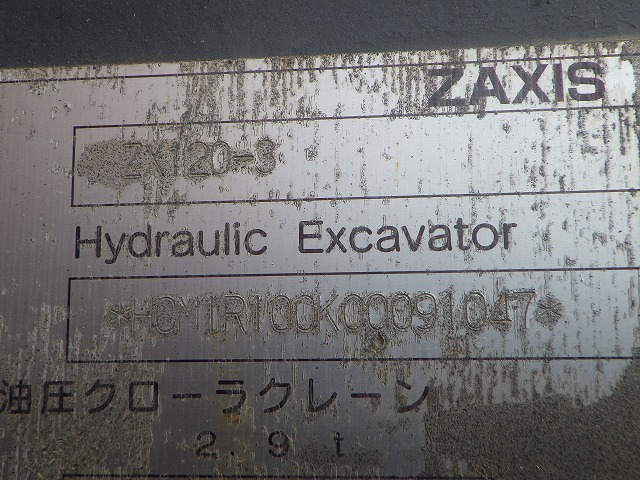 ZAXIS
ZX120-3
Hydraulic Excavator
*HCM1R100K00091047*
油圧クローラクレーン
2.9 t